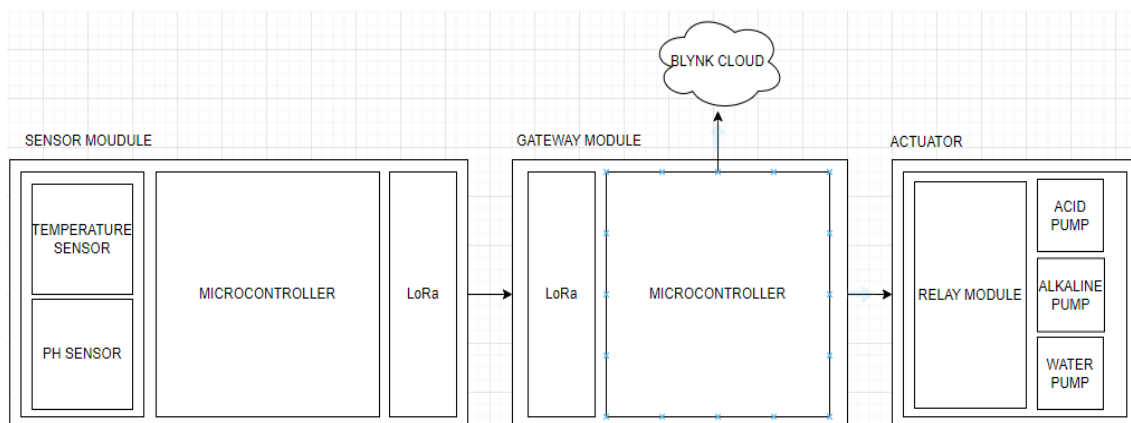 BLYNK CLOUD
SENSOR MOUDULE
GATEWAY MODULE
ACTUATOR
TEMPERATURE
SENSOR
PH SENSOR
MICROCONTROLLER
LoRa
LoRa
MICROCONTROLLER
RELAY MODULE
ACID
PUMP
ALKALINE
PUMP
WATER
PUMP